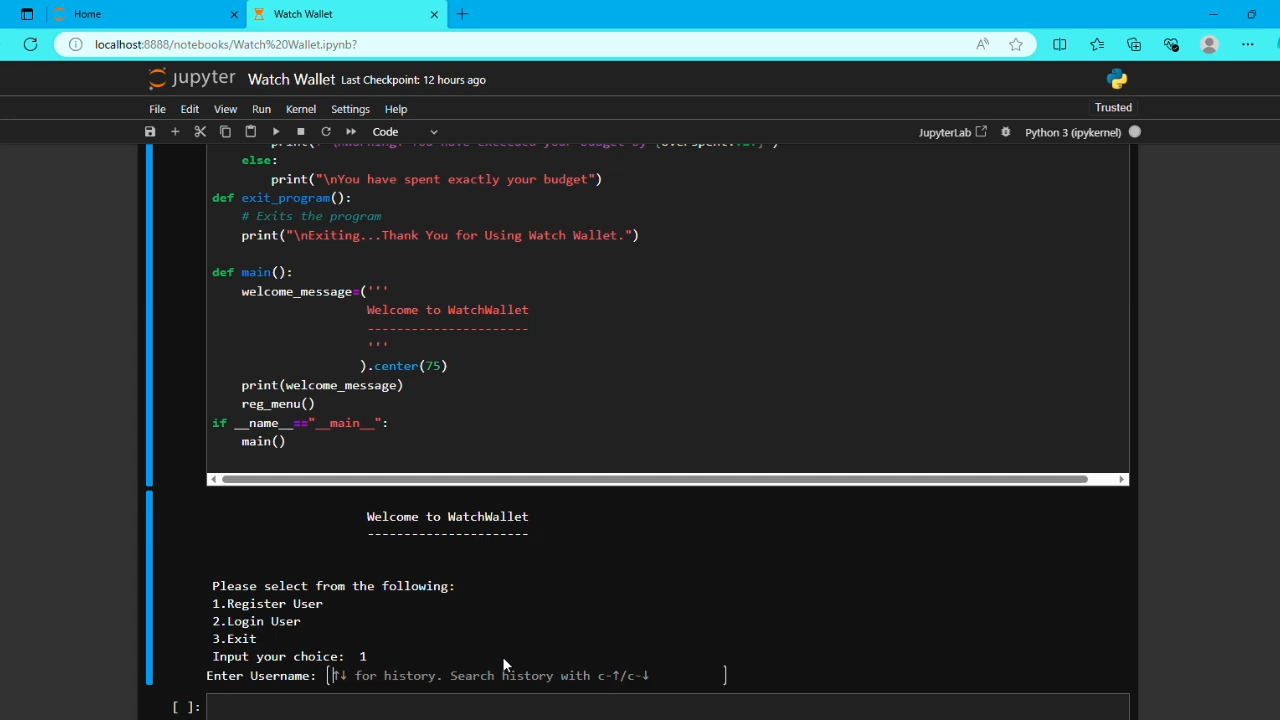 Home
Watch Wallet
localhost:8888/notebooks/Watch%20Wallet.ipynb?
jupyter Watch Wallet Last Checkpoint: 12 hours ago
File Edit View Run Kernel Settings Help
Trusted
Code
JupyterLab
Python 3 (ipykernel)
else:
print("\nYou have spent exactly your budget")
def exit_program():
# Exits the program
print("\nExiting...Thank You for Using Watch Wallet.")
def main():
welcome_message=('''
Welcome to WatchWallet
----------------------
'''
).center(75)
print(welcome_message)
reg_menu()
if __name__=="__main__":
main()
Welcome to WatchWallet
----------------------
Please select from the following:
1.Register User
2.Login User
3.Exit
Input your choice: 1
Enter Username: [↑↓ for history. Search history with c-↑/c-↓ ]
[ ]: